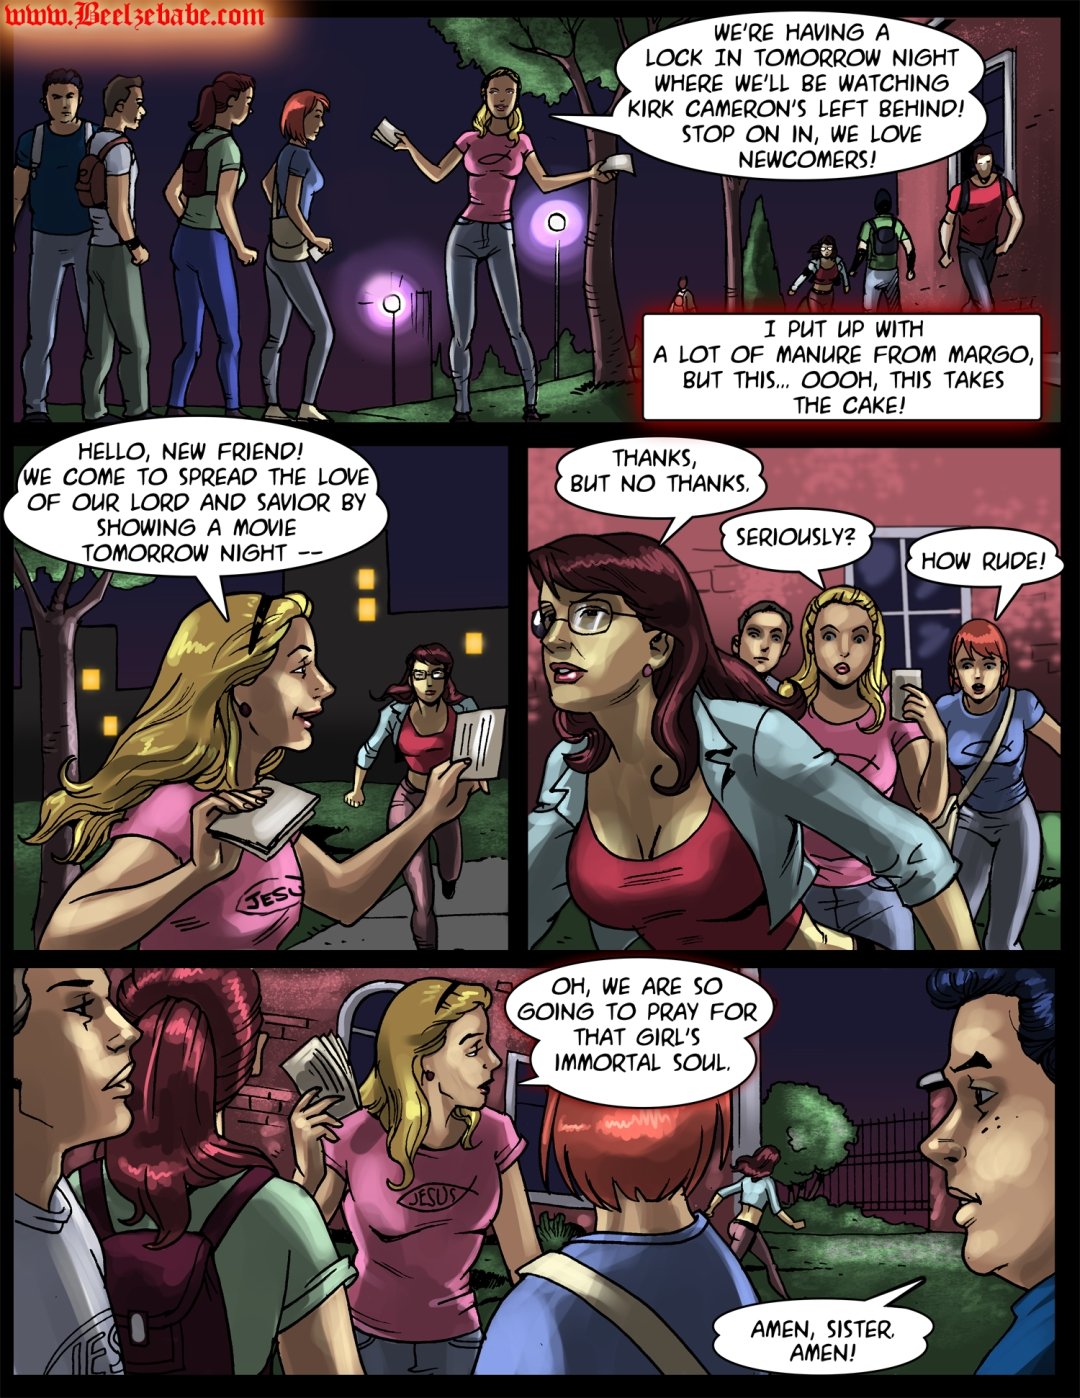 www.Beelzebabe.com
WE'RE HAVING A
LOCK IN TOMORROW NIGHT
WHERE WE'LL BE WATCHING
KIRK CAMERON'S LEFT BEHIND!
STOP ON IN, WE LOVE
NEWCOMERS!
I PUT UP WITH
A LOT OF MANURE FROM MARGO,
BUT THIS... OOOH, THIS TAKES
THE CAKE!
HELLO, NEW FRIEND!
WE COME TO SPREAD THE LOVE
OF OUR LORD AND SAVIOR BY
SHOWING A MOVIE
TOMORROW NIGHT --
JESU
THANKS,
BUT NO THANKS.
SERIOUSLY?
HOW RUDE!
OH, WE ARE SO
GOING TO PRAY FOR
THAT GIRL'S
IMMORTAL SOUL.
JESUS
JES
AMEN, SISTER.
AMEN!